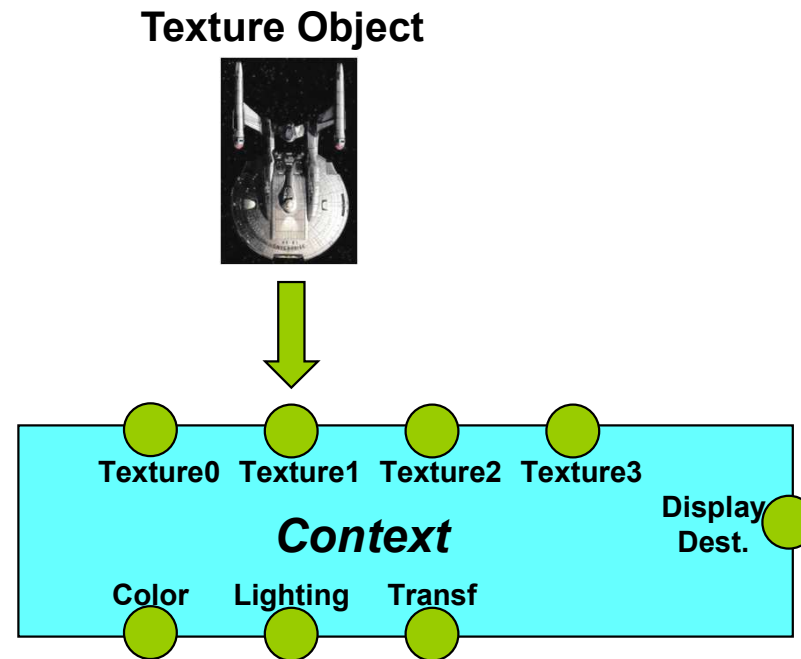 Texture Object
Texture0 Texture1 Texture2 Texture3
Display
Dest.
Context
Color Lighting Transf